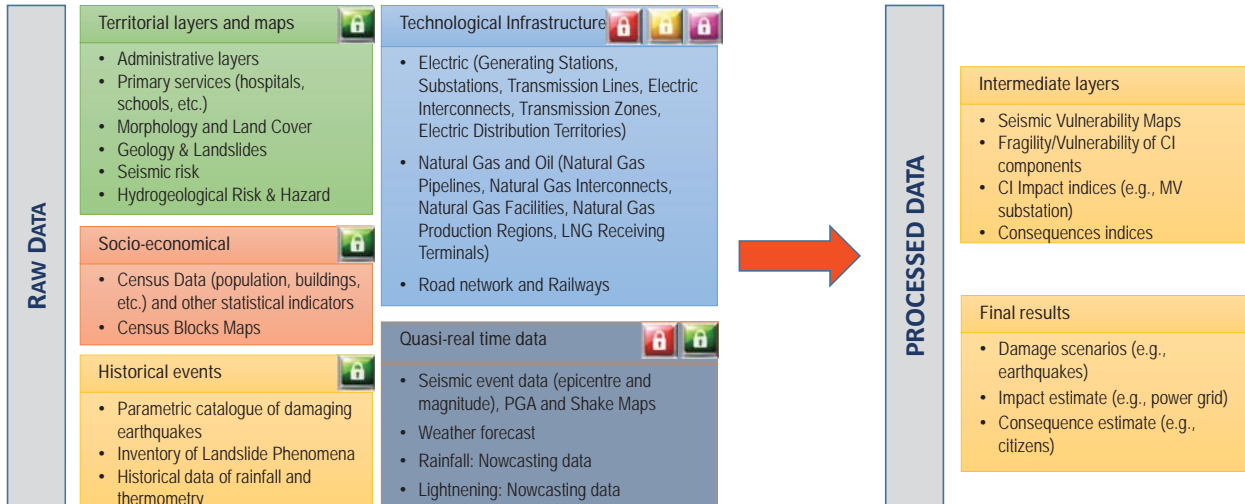 RAW DATA
Territorial layers and maps
• Administrative layers
• Primary services (hospitals,
schools, etc.)
• Morphology and Land Cover
• Geology & Landslides
• Seismic risk
• Hydrogeological Risk & Hazard
Socio-economical
• Census Data (population, buildings,
etc.) and other statistical indicators
• Census Blocks Maps
Historical events
• Parametric catalogue of damaging
earthquakes
• Inventory of Landslide Phenomena
• Historical data of rainfall and
thermometry
Technological Infrastructure
• Electric (Generating Stations,
Substations, Transmission Lines, Electric
Interconnects, Transmission Zones,
Electric Distribution Territories)
• Natural Gas and Oil (Natural Gas
Pipelines, Natural Gas Interconnects,
Natural Gas Facilities, Natural Gas
Production Regions, LNG Receiving
Terminals)
• Road network and Railways
Quasi-real time data
• Seismic event data (epicentre and
magnitude), PGA and Shake Maps
• Weather forecast
• Rainfall: Nowcasting data
• Lightnening: Nowcasting data
PROCESSED DATA
Intermediate layers
• Seismic Vulnerability Maps
• Fragility/Vulnerability of CI
components
• CI Impact indices (e.g., MV
substation)
• Consequences indices
Final results
• Damage scenarios (e.g.,
earthquakes)
• Impact estimate (e.g., power grid)
• Consequence estimate (e.g.,
citizens)